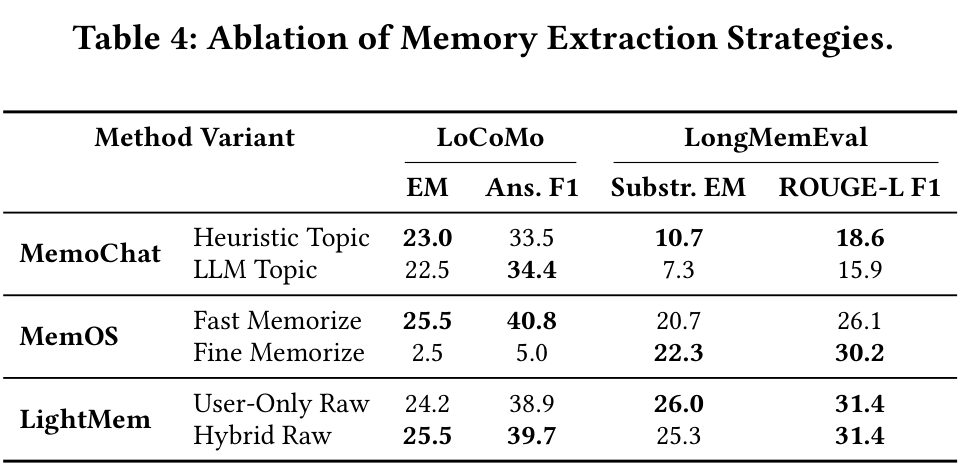 Table 4: Ablation of Memory Extraction Strategies.
Method Variant LoCoMo LongMemEval
EM Ans. F1 Substr. EM ROUGE-L F1
MemoChat Heuristic Topic 23.0 33.5 10.7 18.6
LLM Topic 22.5 34.4 7.3 15.9
MemOS Fast Memorize 25.5 40.8 20.7 26.1
Fine Memorize 2.5 5.0 22.3 30.2
LightMem User-Only Raw 24.2 38.9 26.0 31.4
Hybrid Raw 25.5 39.7 25.3 31.4